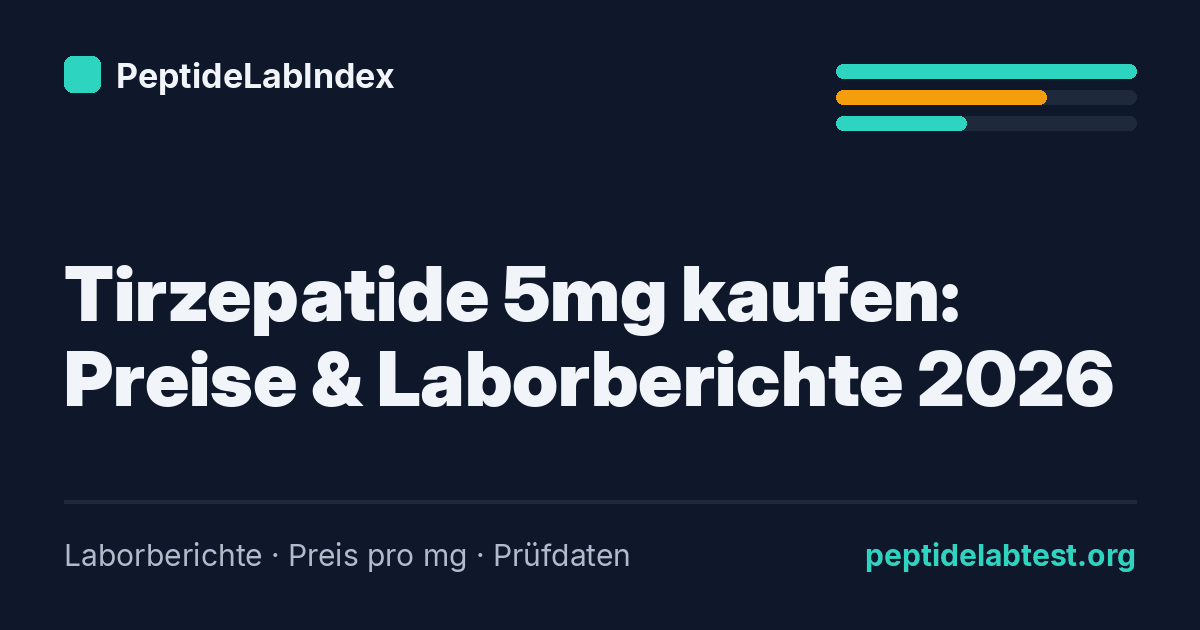 PeptideLabIndex
Tirzepatide 5mg kaufen:
Preise & Laborberichte 2026
Laborberichte · Preis pro mg · Prüfdaten
peptidelabtest.org